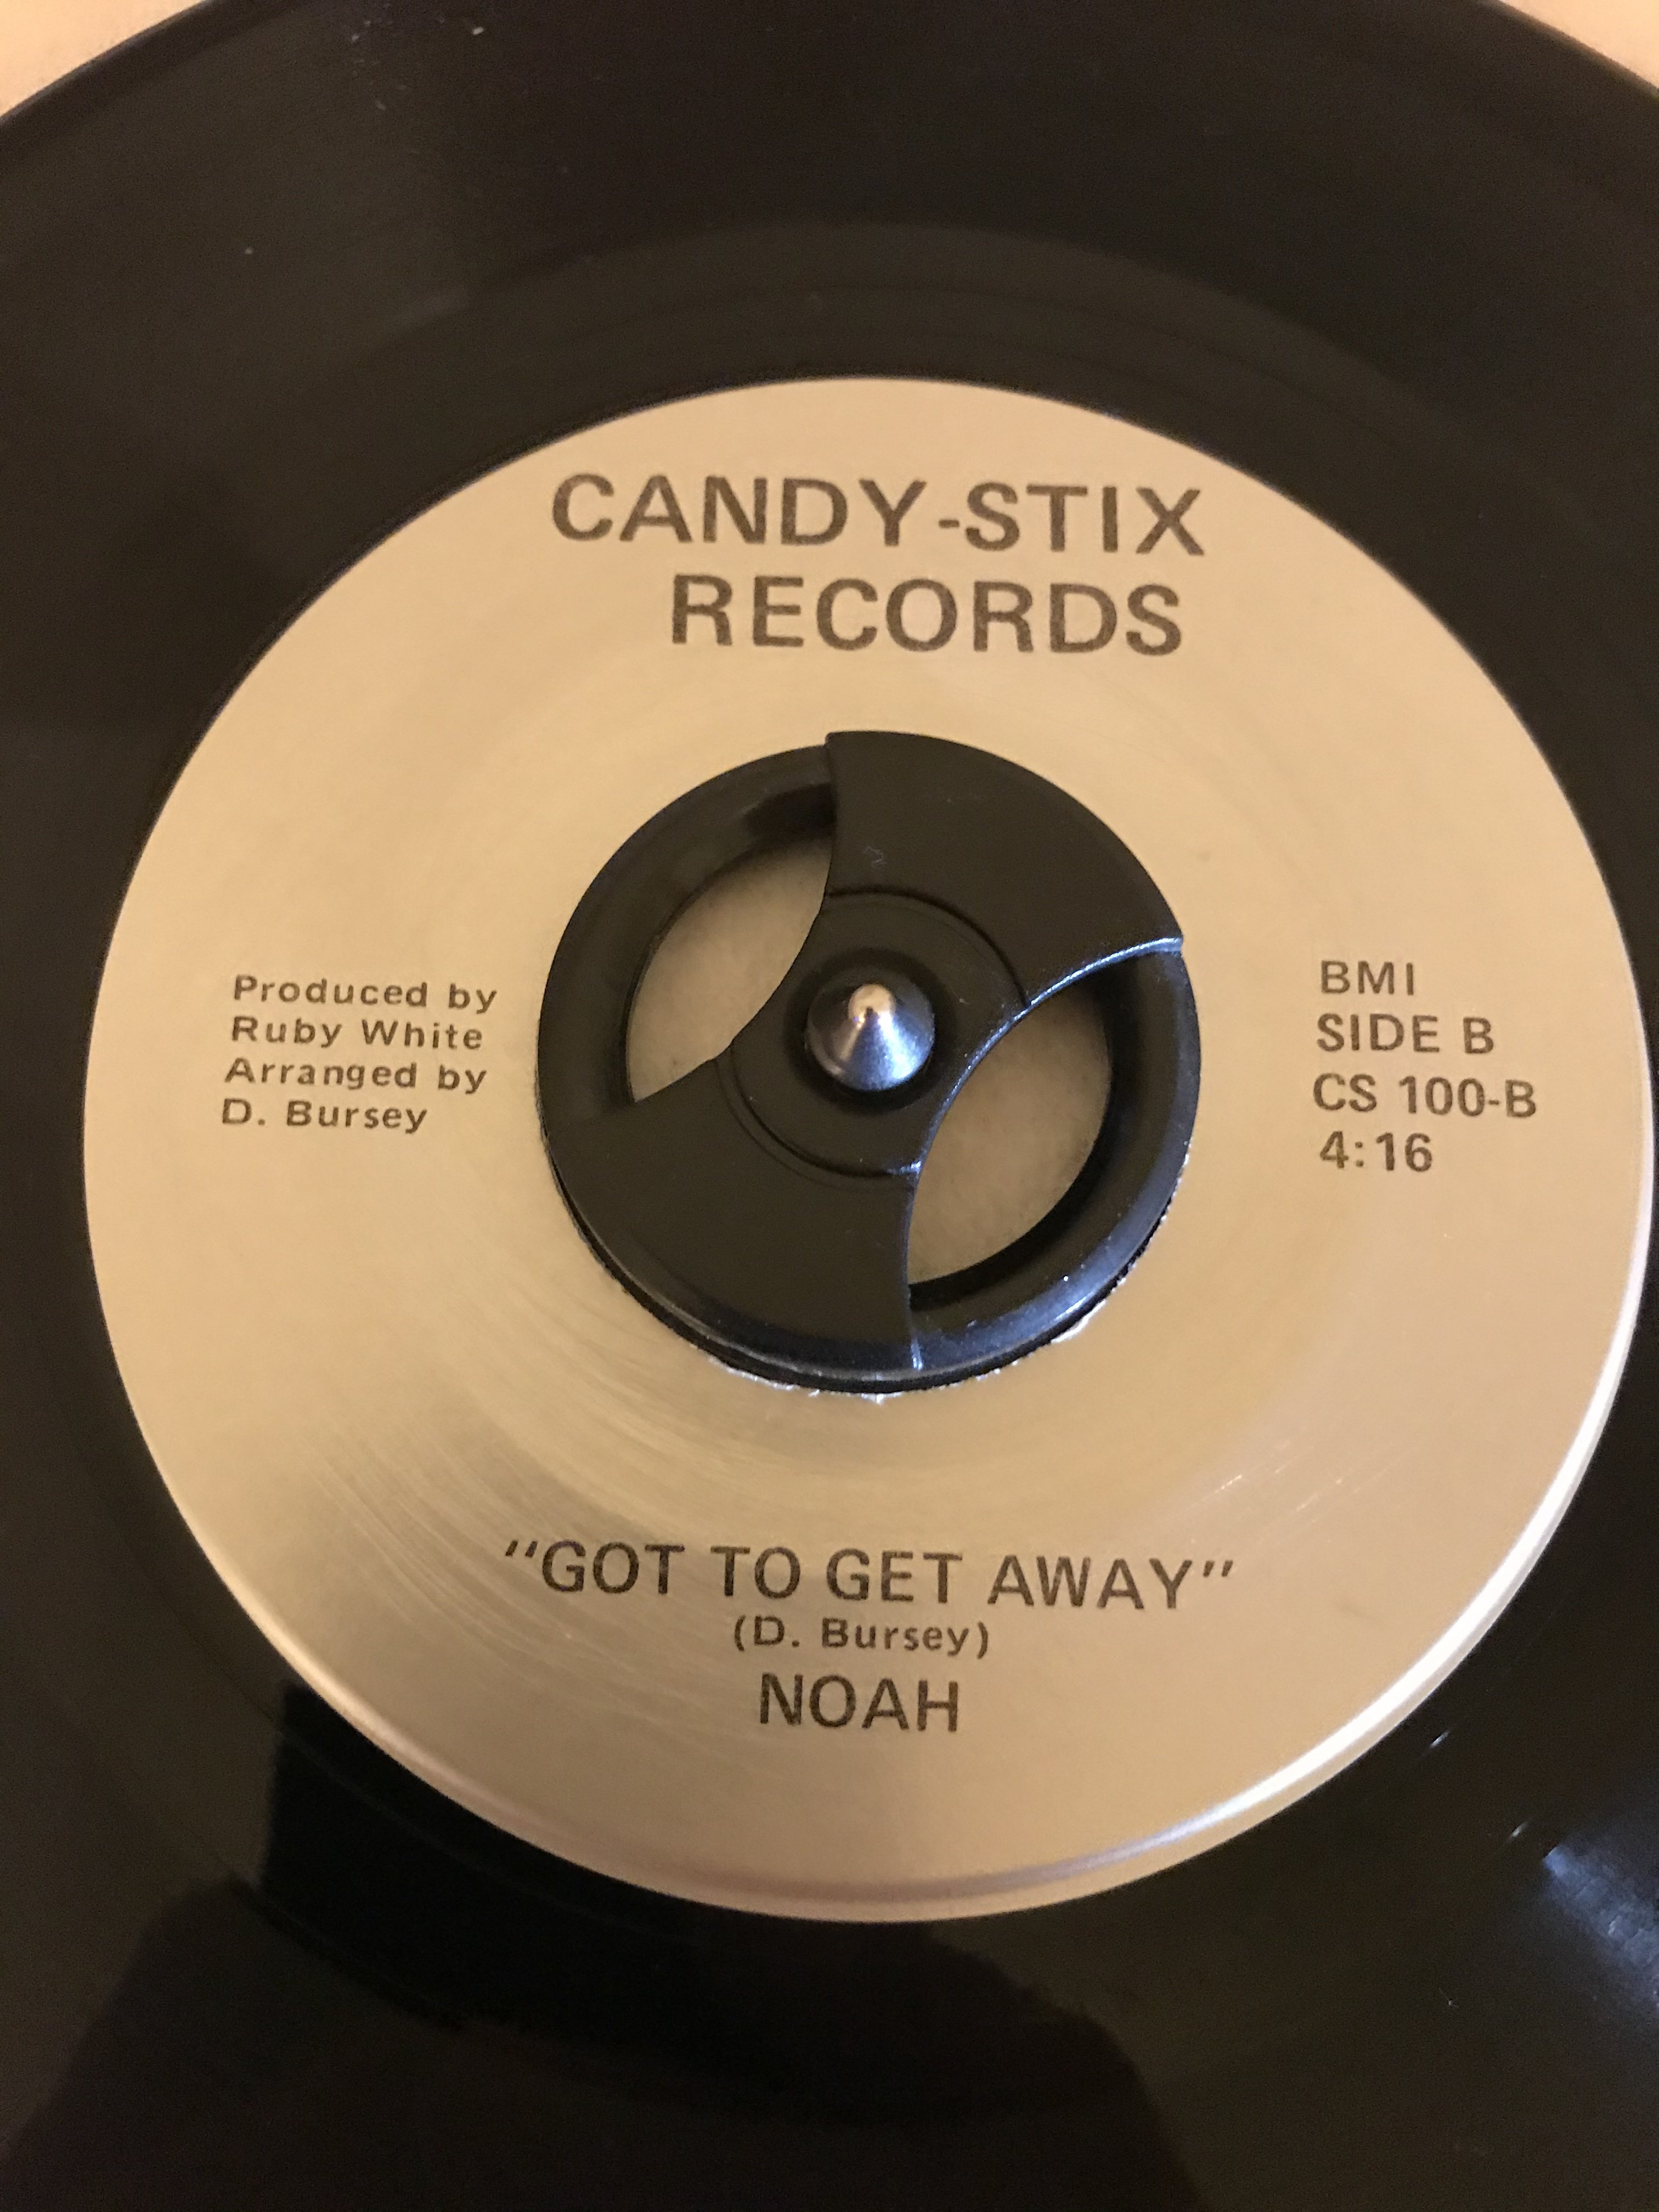 CANDY-STIX
RECORDS
Produced by
Ruby White
Arranged by
D. Bursey
BMI
SIDE B
CS 100-B
4:16
"GOT TO GET AWAY"
(D. Bursey)
NOAH